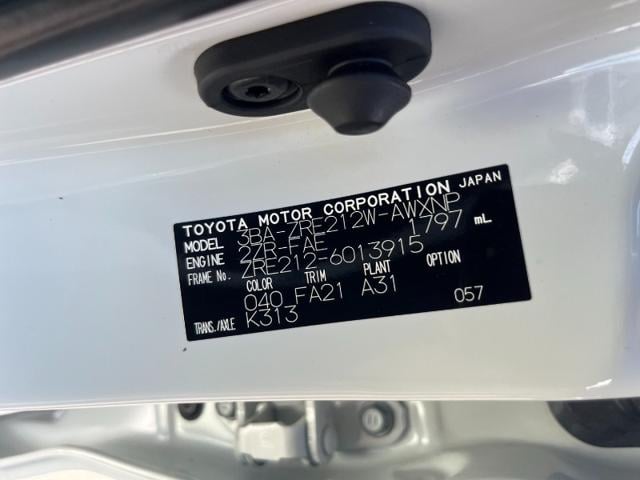 TOYOTA MOTOR CORPORATION JAPAN
MODEL 3BA-ZRE212W-AWXNP
ENGINE 2ZR-FAE 1797 mL
FRAME No. ZRE212-6013915
COLOR TRIM PLANT OPTION
040 FA21 A31
TRANS./AXLE K313 057